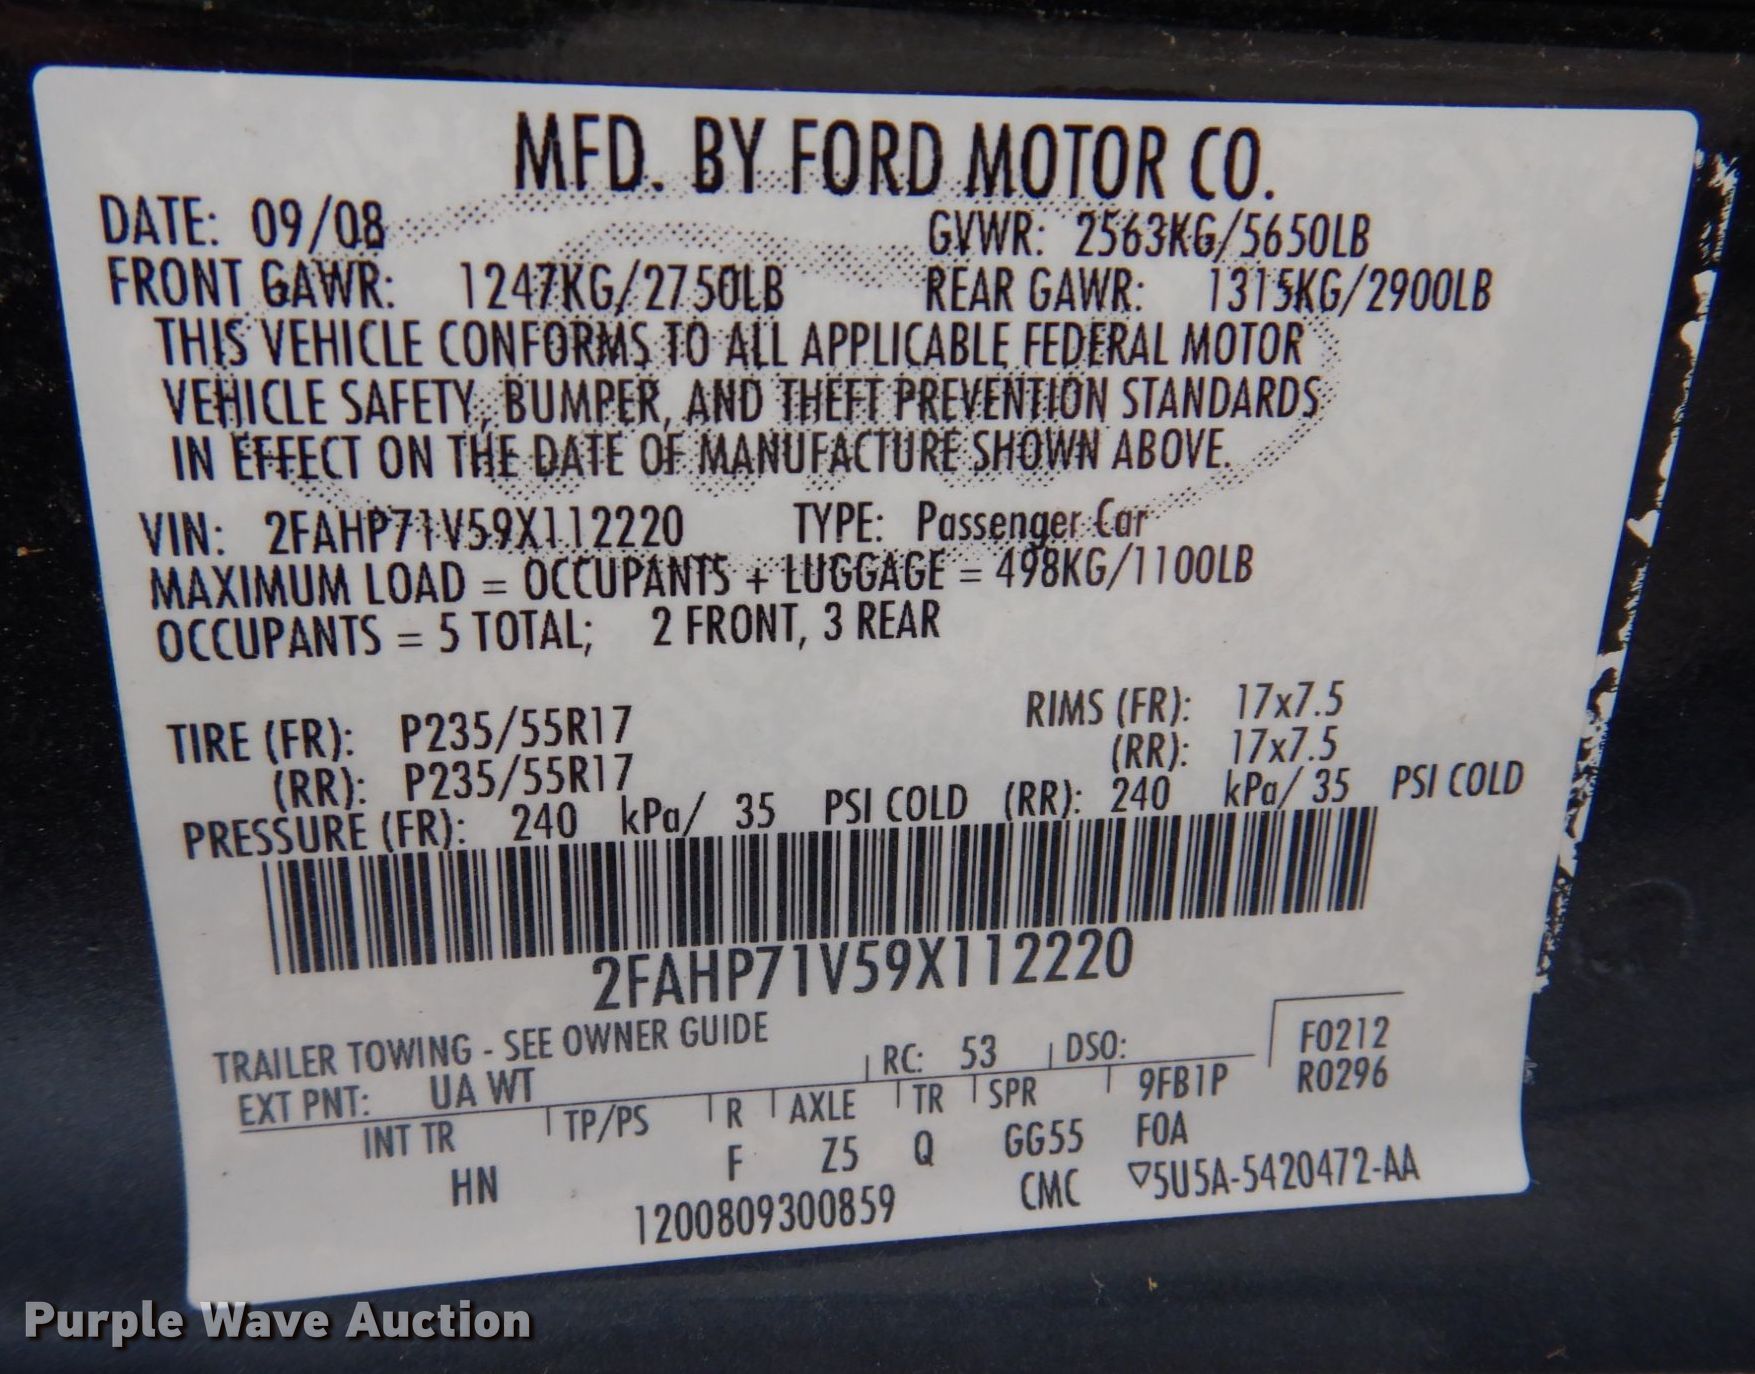 MFD. BY FORD MOTOR CO.
DATE: 09/08 GVWR: 2563KG/5650LB
FRONT GAWR: 1247KG/2750LB REAR GAWR: 1315KG/2900LB
THIS VEHICLE CONFORMS TO ALL APPLICABLE FEDERAL MOTOR
VEHICLE SAFETY, BUMPER, AND THEFT PREVENTION STANDARDS
IN EFFECT ON THE DATE OF MANUFACTURE SHOWN ABOVE.
VIN: 2FAHP71V59X112220 TYPE: Passenger Car
MAXIMUM LOAD = OCCUPANTS + LUGGAGE = 498KG/1100LB
OCCUPANTS = 5 TOTAL; 2 FRONT, 3 REAR
TIRE (FR): P235/55R17 RIMS (FR): 17x7.5
(RR): P235/55R17 (RR): 17x7.5
PRESSURE (FR): 240 kPa/ 35 PSI COLD (RR): 240 kPa/ 35 PSI COLD
2FAHP71V59X112220
TRAILER TOWING - SEE OWNER GUIDE
EXT PNT: UA WT RC: 53 DSO: F0212
INT TR TP/PS R AXLE TR SPR 9FB1P R0296
HN F Z5 Q GG55 FOA
1200809300859 CMC ▽5U5A-5420472-AA
Purple Wave Auction